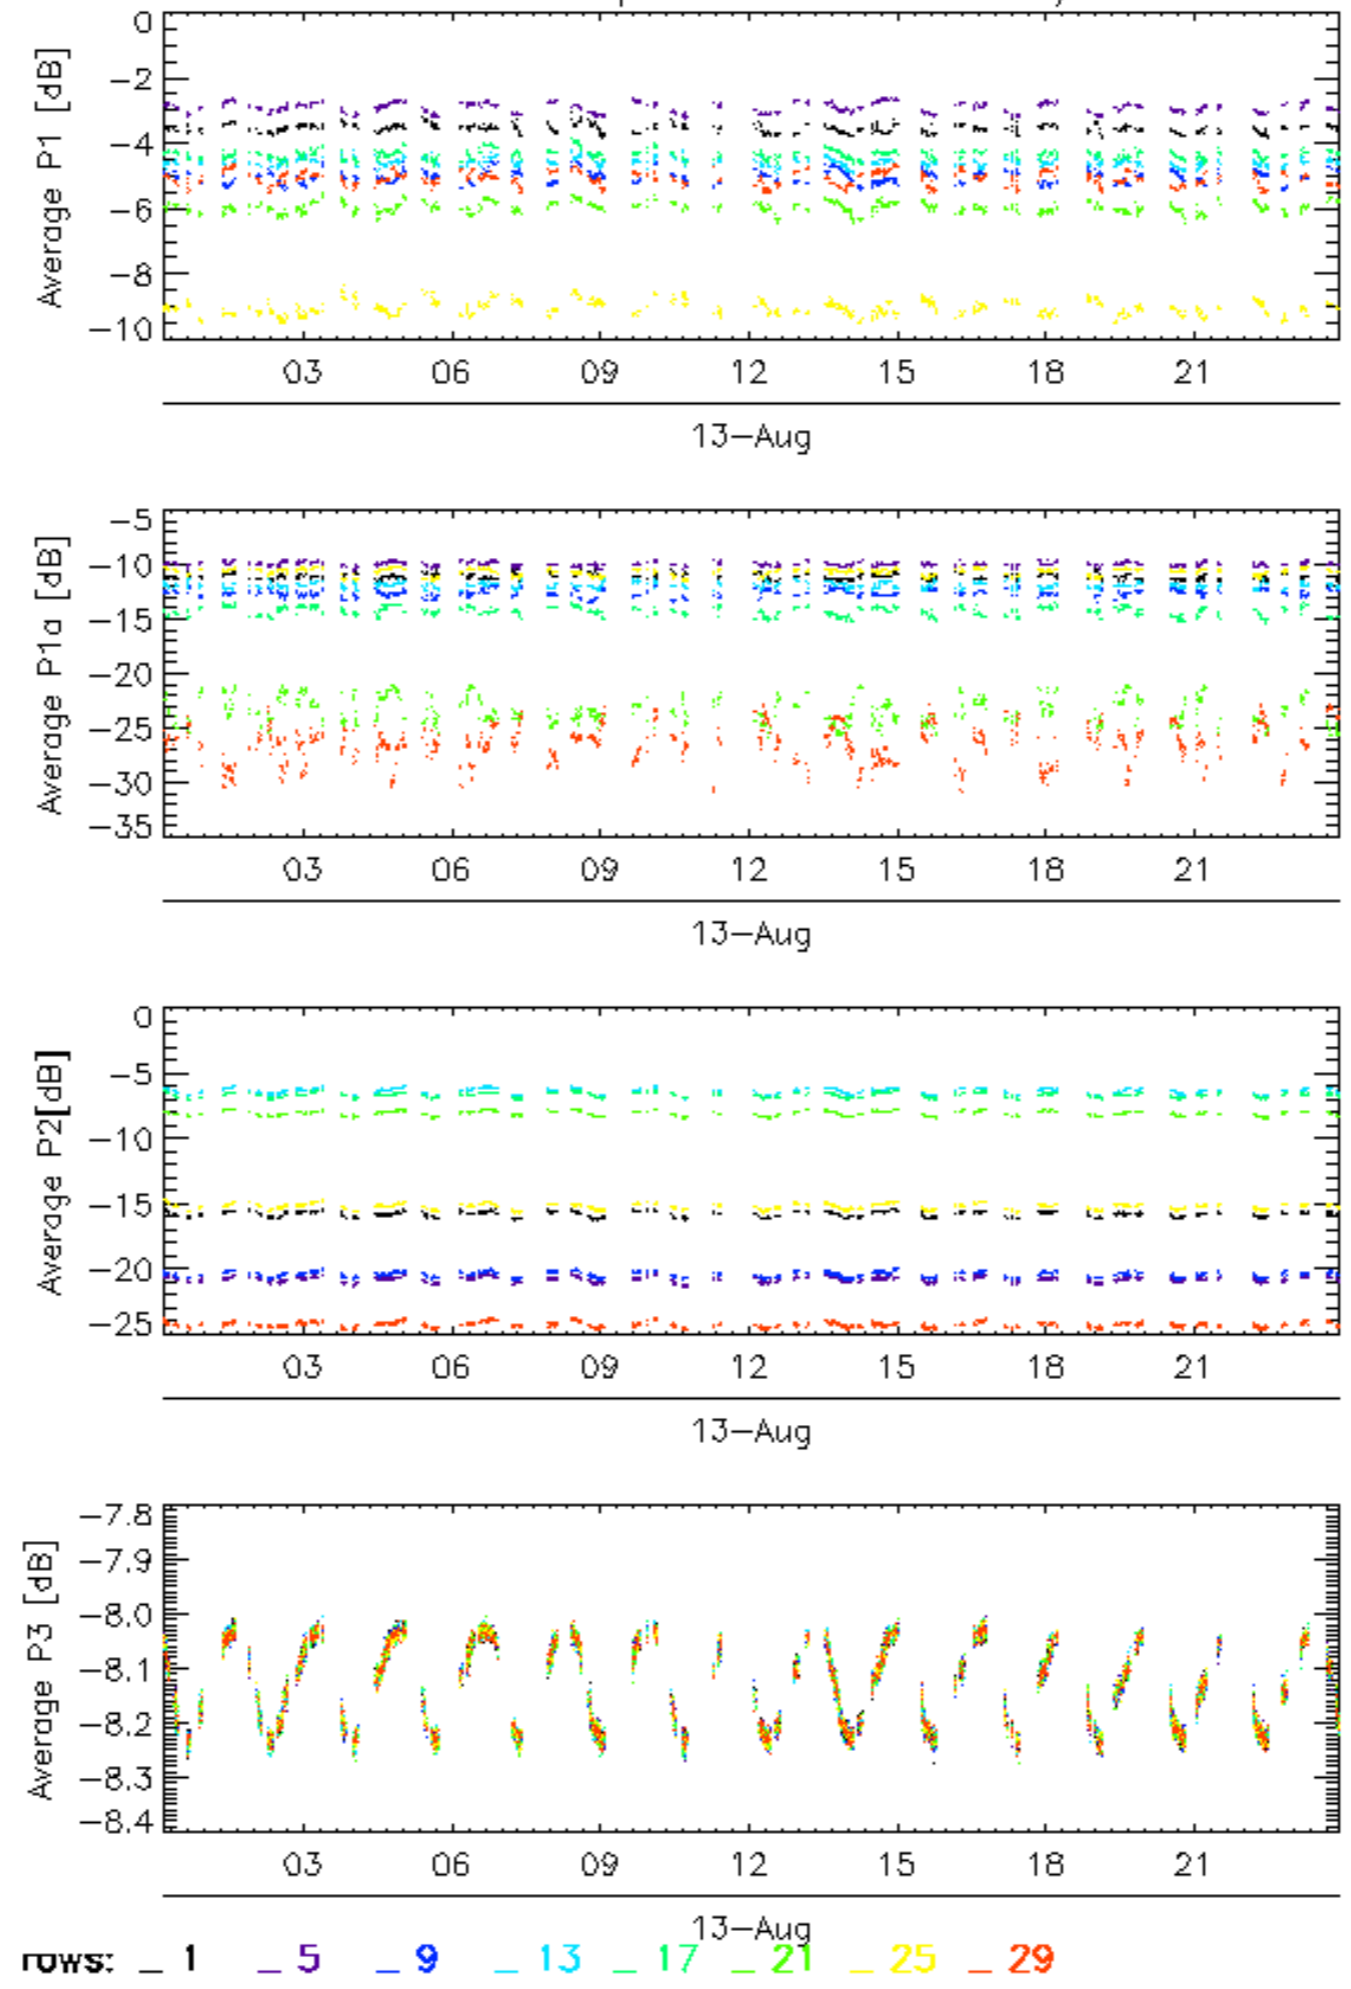 0
−2
−4
−6
−8
−10
Average P1 [dB]
03 06 09 12 15 18 21
13−Aug
−5
−10
−15
−20
−25
−30
−35
Average P1a [dB]
03 06 09 12 15 18 21
13−Aug
0
−5
−10
−15
−20
−25
Average P2[dB]
03 06 09 12 15 18 21
13−Aug
−7.8
−7.9
−8.0
−8.1
−8.2
−8.3
−8.4
Average P3 [dB]
03 06 09 12 15 18 21
13−Aug
rows: _ 1 _ 5 _ 9 _ 13 _ 17 _ 21 _ 25 _ 29